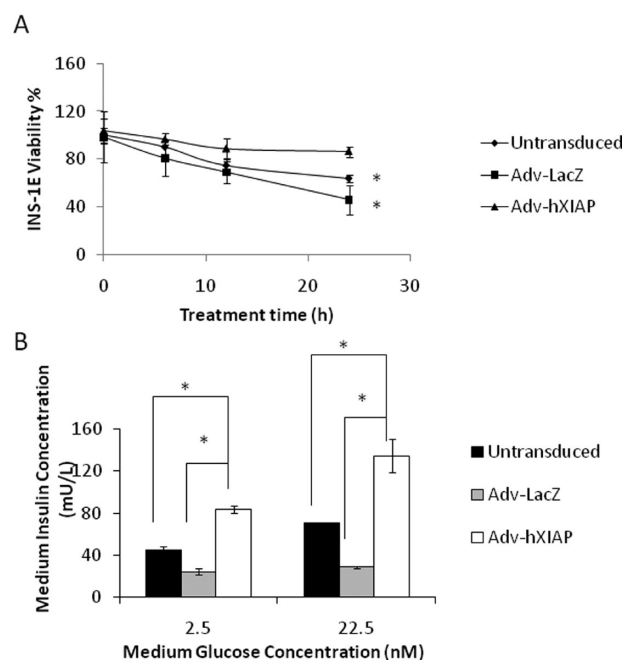 A
160
120
80
40
0
INS-1E Viability %
0 10 20 30
Treatment time (h)
*
*
Untransduced
Adv-LacZ
Adv-hXIAP
B
*
*
*
*
160
120
80
40
0
Medium Insulin Concentration
(mU/L)
2.5 22.5
Medium Glucose Concentration (nM)
Untransduced
Adv-LacZ
Adv-hXIAP